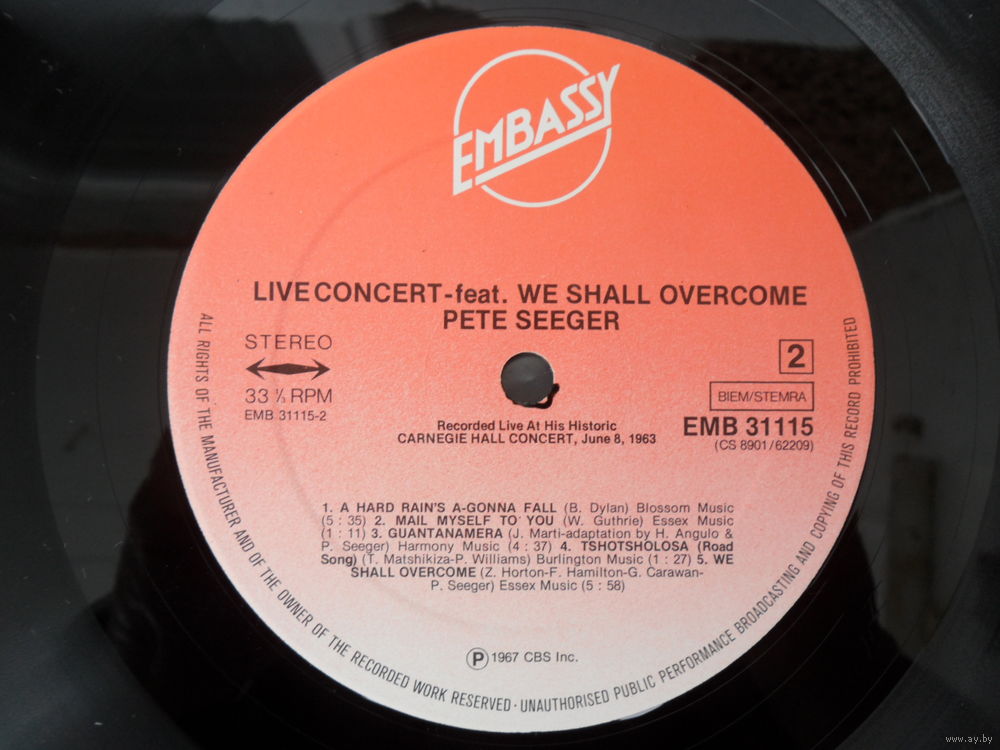 EMBASSY
LIVE CONCERT-feat. WE SHALL OVERCOME
PETE SEEGER
STEREO
33 ⅓ RPM
EMB 31115-2
2
BIEM/STEMRA
EMB 31115
(CS 8901/62209)
Recorded Live At His Historic
CARNEGIE HALL CONCERT, June 8, 1963
1. A HARD RAIN'S A-GONNA FALL (B. Dylan) Blossom Music
(5 : 35) 2. MAIL MYSELF TO YOU (W. Guthrie) Essex Music
(1 : 11) 3. GUANTANAMERA (J. Marti-adaptation by H. Angulo &
P. Seeger) Harmony Music (4 : 37) 4. TSHOTSHOLOSA (Road
Song) (T. Matshikiza-P. Williams) Burlington Music (1 : 27) 5. WE
SHALL OVERCOME (Z. Horton-F. Hamilton-G. Carawan-
P. Seeger) Essex Music (5 : 58)
Ⓟ 1967 CBS Inc.
ALL RIGHTS OF THE MANUFACTURER AND OF THE OWNER OF THE RECORDED WORK RESERVED · UNAUTHORISED PUBLIC PERFORMANCE BROADCASTING AND COPYING OF THIS RECORD PROHIBITED
www.ay.by